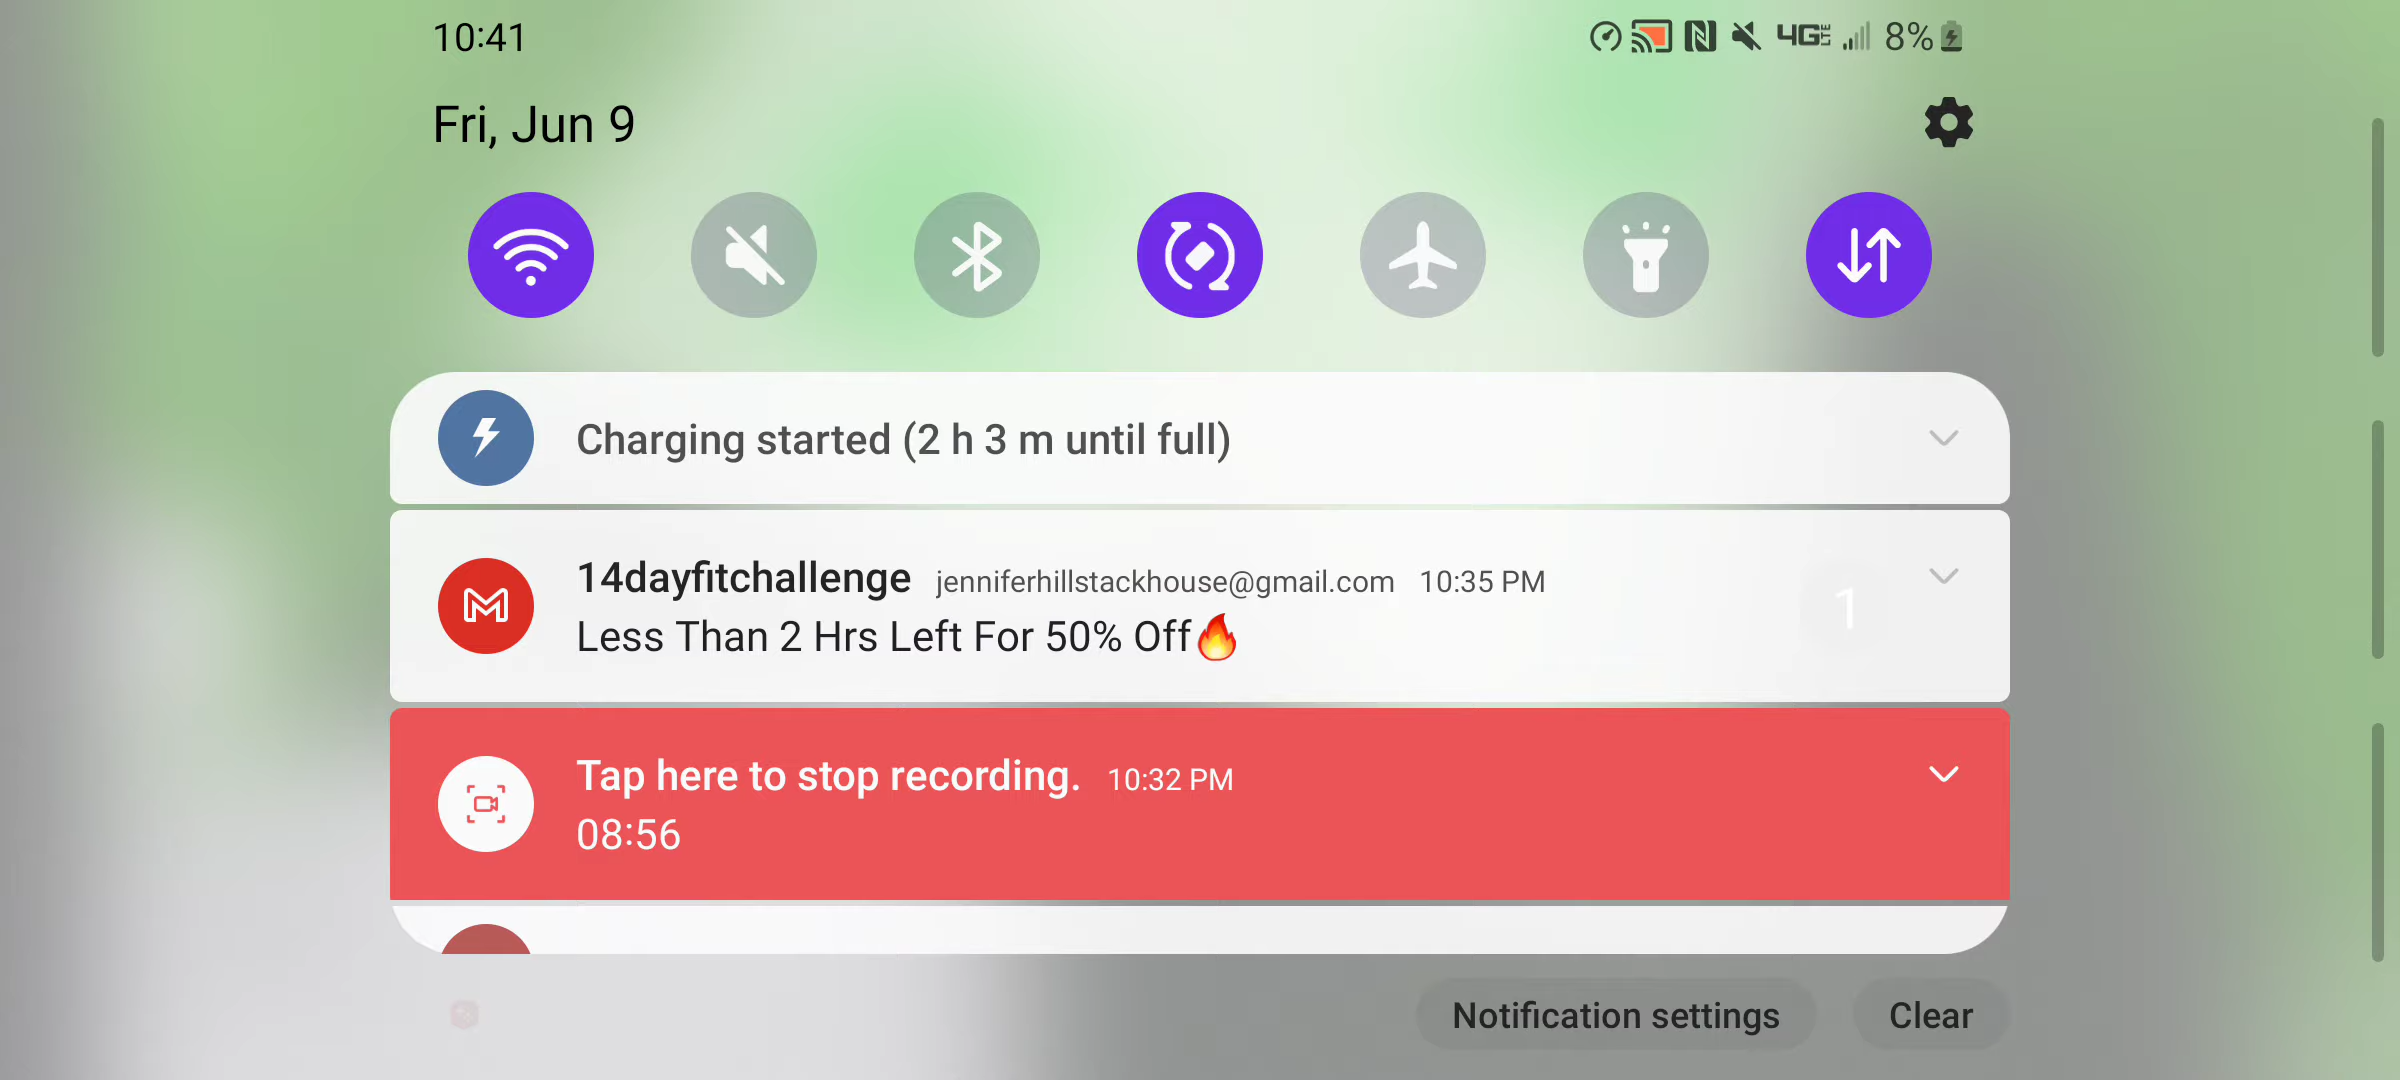 10:41
4G LTE 8%
Fri, Jun 9
Charging started (2 h 3 m until full)
14dayfitchallenge jenniferhillstackhouse@gmail.com 10:35 PM
1
Less Than 2 Hrs Left For 50% Off🔥
Tap here to stop recording. 10:32 PM
08:56
Notification settings Clear